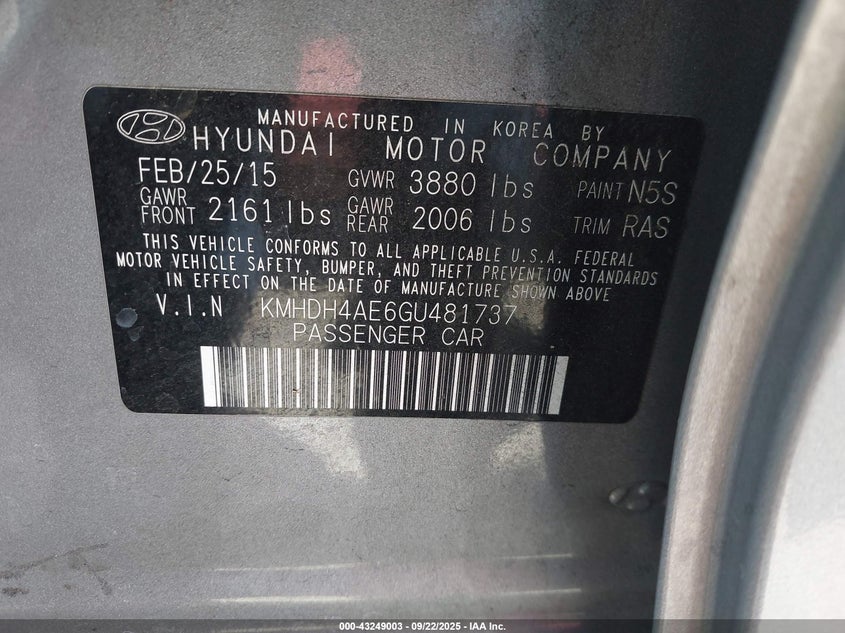 MANUFACTURED IN KOREA BY
HYUNDAI MOTOR COMPANY
FEB/25/15 GVWR 3880 lbs PAINT N5S
GAWR FRONT 2161 lbs GAWR REAR 2006 lbs TRIM RAS
THIS VEHICLE CONFORMS TO ALL APPLICABLE U.S.A. FEDERAL
MOTOR VEHICLE SAFETY, BUMPER, AND THEFT PREVENTION STANDARDS
IN EFFECT ON THE DATE OF MANUFACTURE SHOWN ABOVE
V.I.N KMHDH4AE6GU481737
PASSENGER CAR
000-43249003 - 09/22/2025 - IAA Inc.